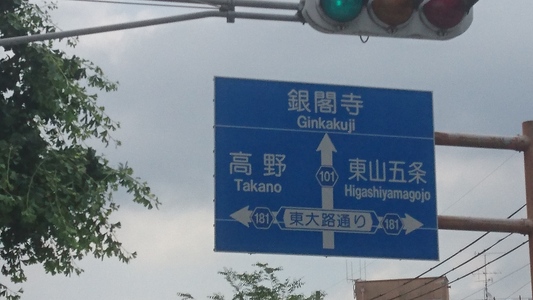 銀閣寺
Ginkakuji
高野
Takano
101
東山五条
Higashiyamagojo
181
東大路通り
181